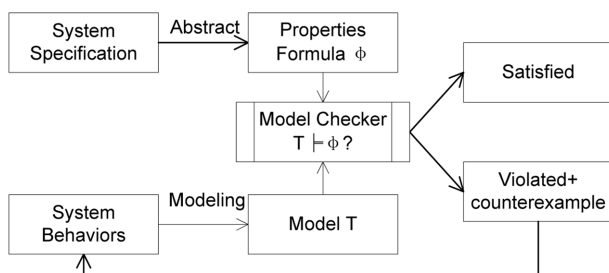 System
Specification
Abstract
Properties
Formula ϕ
Satisfied
Model Checker
T ⊨ ϕ ?
System
Behaviors
Modeling
Model T
Violated+
counterexample